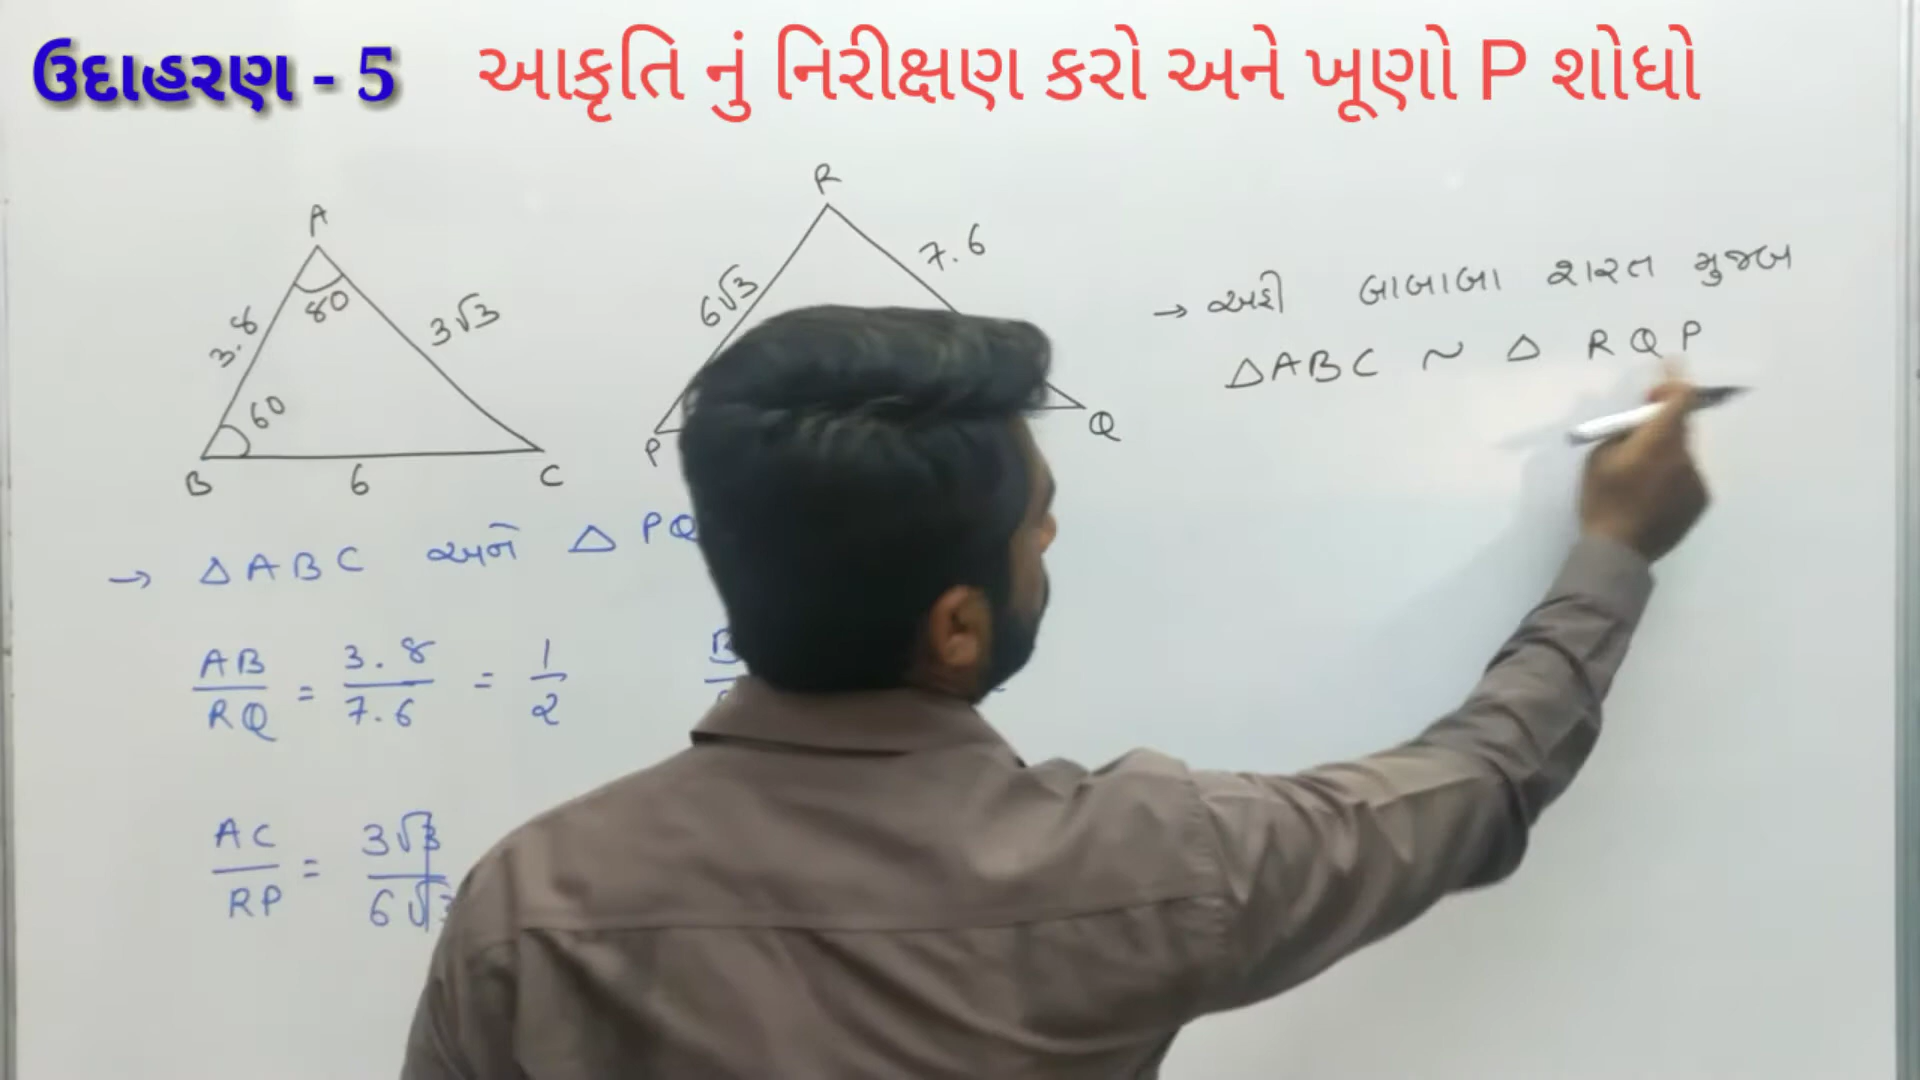 ઉદાહરણ - 5 આકૃતિ નું નિરીક્ષણ કરો અને ખૂણો P શોધો
A
80
3.8
3√3
60
B
6
C
R
6√3
7.6
P
Q
→ અહીં બાબાબા શરત મુજબ
△ABC ~ △ RQP
→ △ABC અને △ PQ
AB/RQ = 3.8/7.6 = 1/2
AC/RP = 3√3/6√3